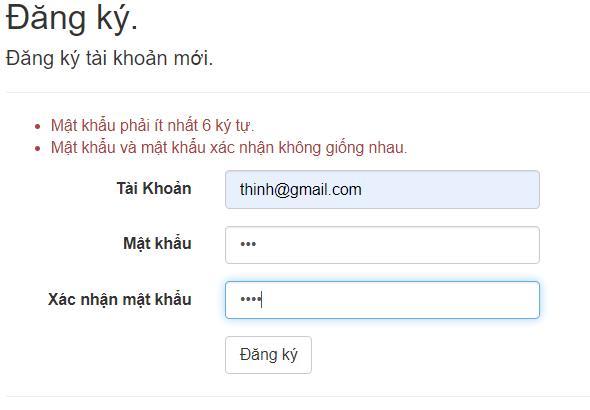 Đăng ký.
Đăng ký tài khoản mới.
Mật khẩu phải ít nhất 6 ký tự.
Mật khẩu và mật khẩu xác nhận không giống nhau.
Tài Khoản thinh@gmail.com
Mật khẩu •••
Xác nhận mật khẩu ••••
Đăng ký